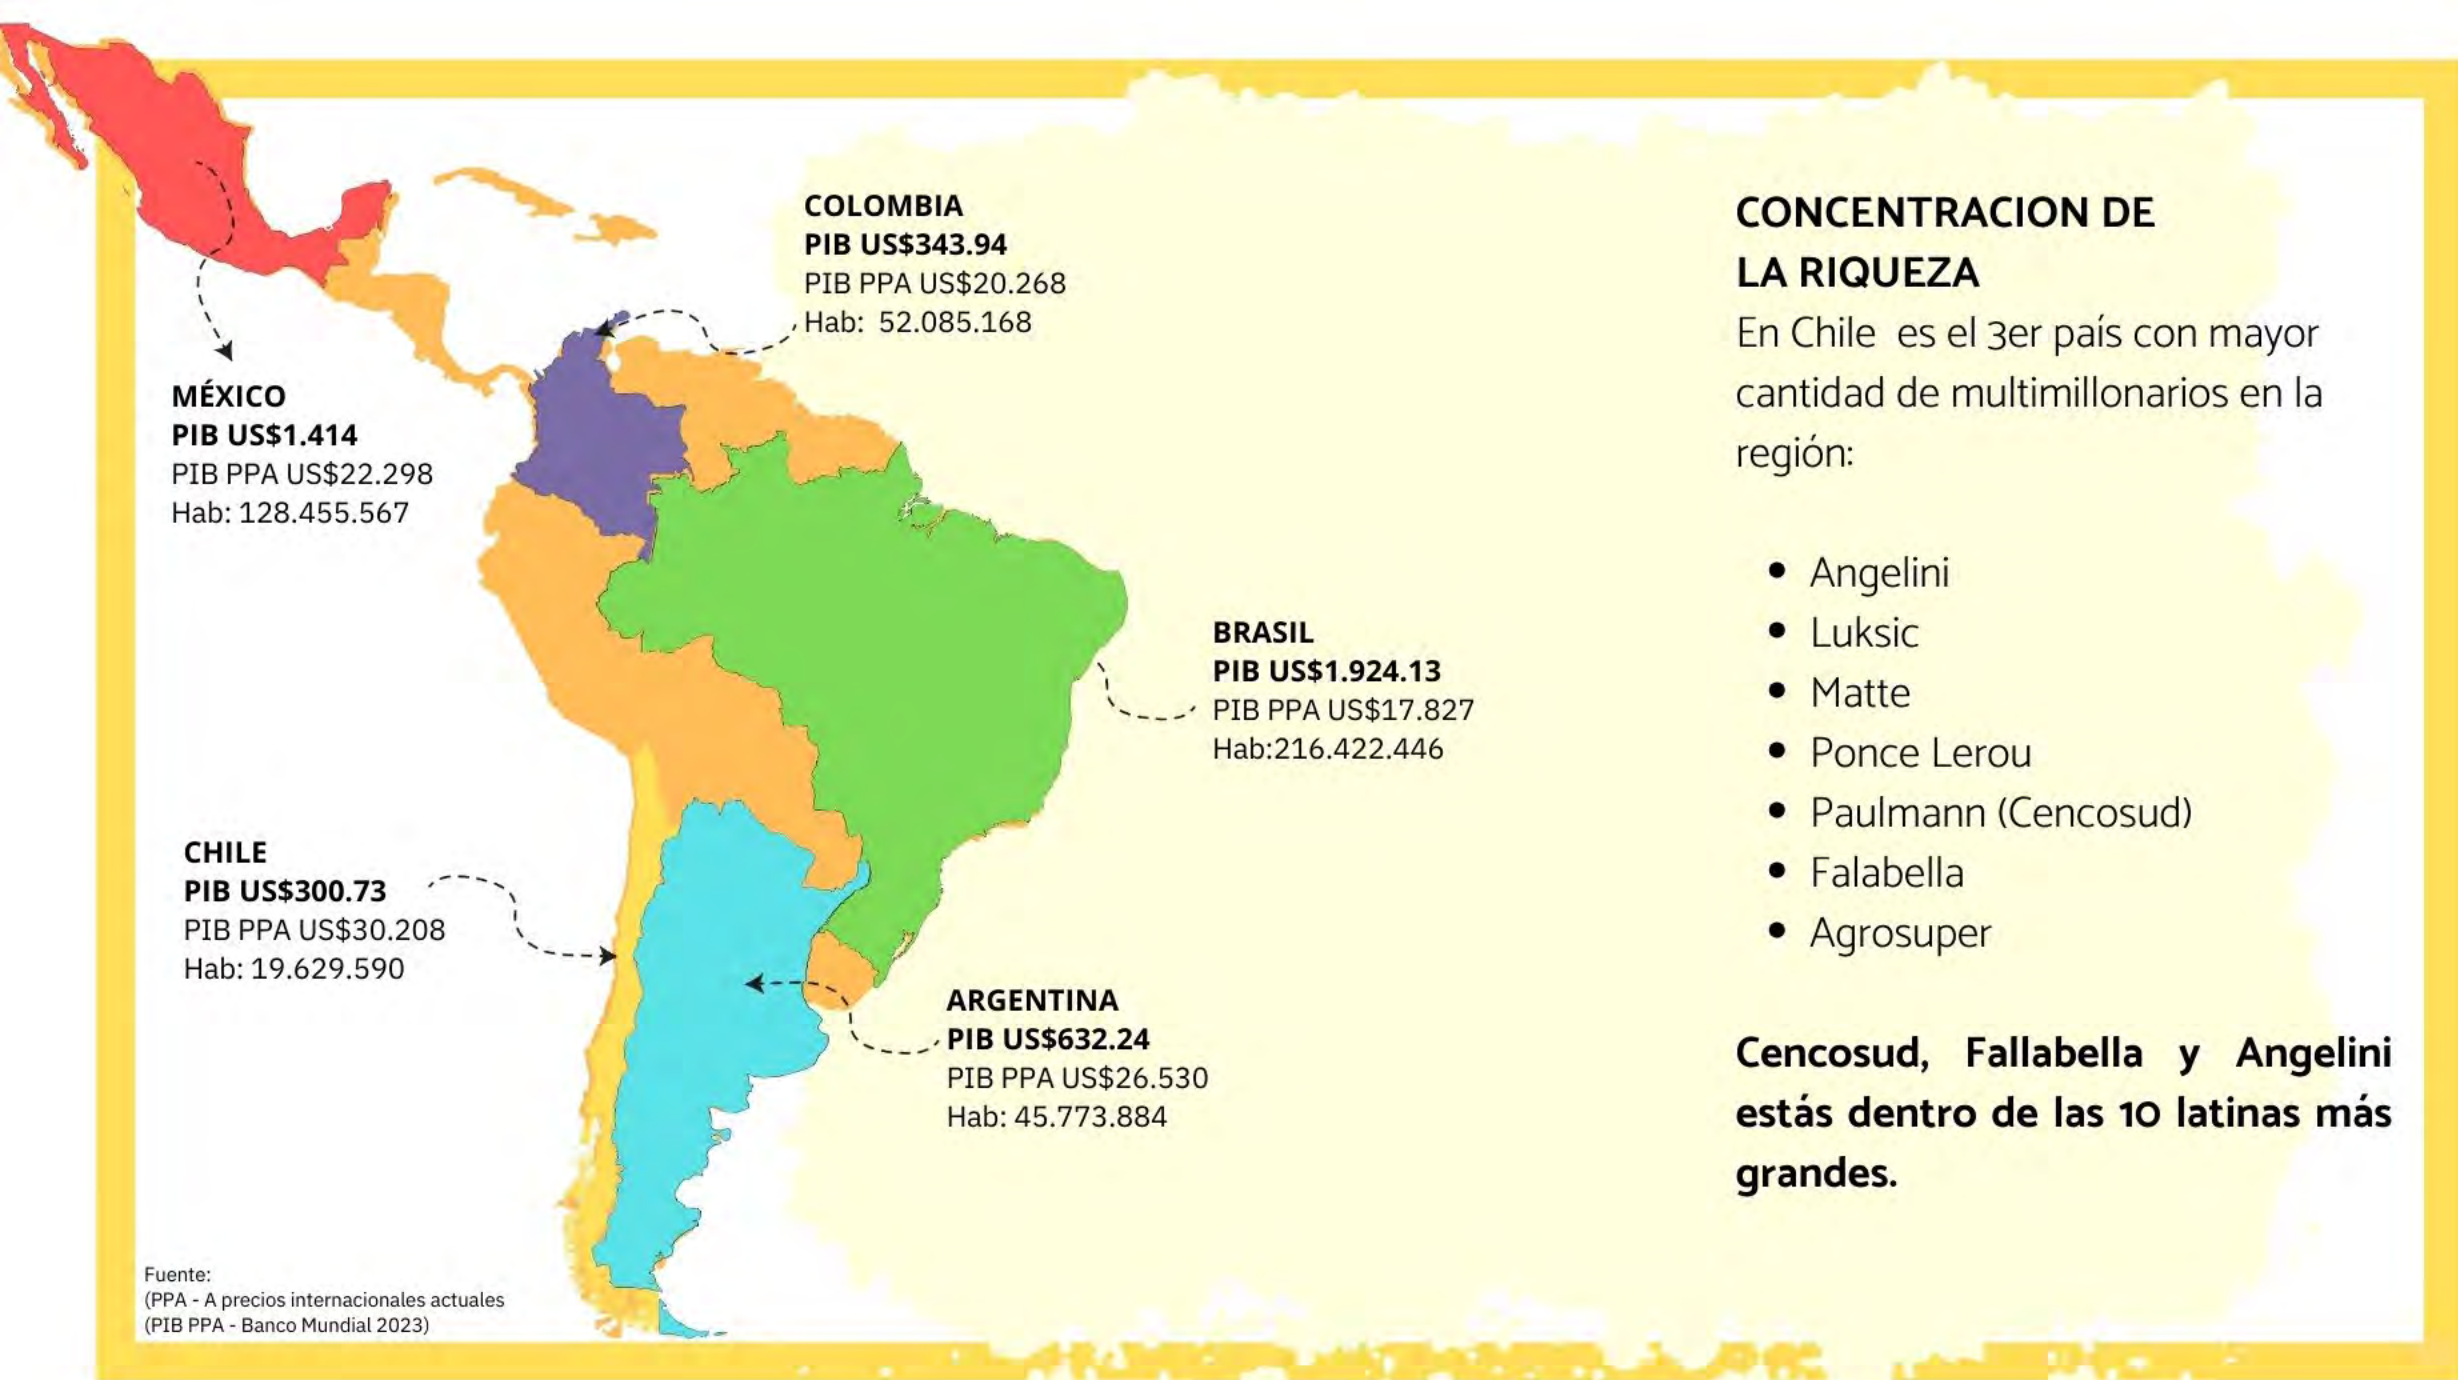 COLOMBIA
PIB US$343.94
PIB PPA US$20.268
Hab:  52.085.168
MÉXICO
PIB US$1.414
PIB PPA US$22.298
Hab: 128.455.567
BRASIL
PIB US$1.924.13
PIB PPA US$17.827
Hab:216.422.446
CHILE
PIB US$300.73
PIB PPA US$30.208
Hab: 19.629.590
ARGENTINA
PIB US$632.24
PIB PPA US$26.530
Hab: 45.773.884
Fuente:
(PPA - A precios internacionales actuales
(PIB PPA - Banco Mundial 2023)
CONCENTRACION DE
LA RIQUEZA
En Chile  es el 3er país con mayor
cantidad de multimillonarios en la
región:
• Angelini
• Luksic
• Matte
• Ponce Lerou
• Paulmann (Cencosud)
• Falabella
• Agrosuper
Cencosud, Fallabella y Angelini
estás dentro de las 10 latinas más
grandes.